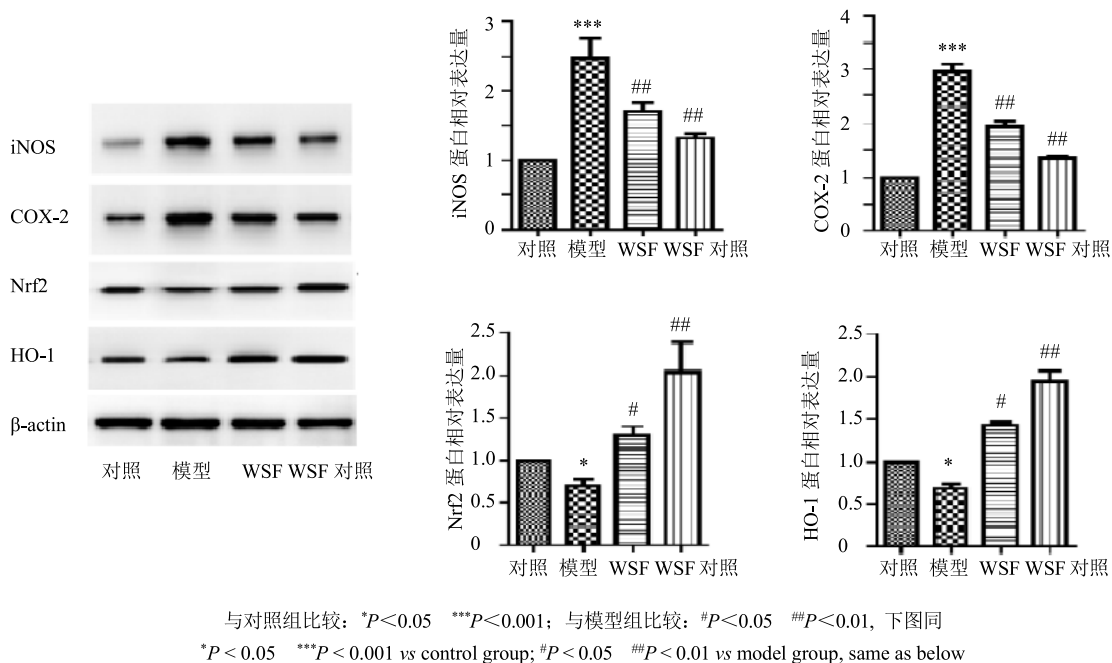 iNOS
COX-2
Nrf2
HO-1
β-actin
对照 模型 WSF WSF 对照
iNOS 蛋白相对表达量
3
2
1
0
***
##
##
对照 模型 WSF WSF 对照
COX-2 蛋白相对表达量
4
3
2
1
0
***
##
##
对照 模型 WSF WSF 对照
Nrf2 蛋白相对表达量
2.5
2.0
1.5
1.0
0.5
0
*
#
##
对照 模型 WSF WSF 对照
HO-1 蛋白相对表达量
2.5
2.0
1.5
1.0
0.5
0
*
#
##
对照 模型 WSF WSF 对照
与对照组比较：*P＜0.05 ***P＜0.001；与模型组比较：#P＜0.05 ##P＜0.01, 下图同
*P < 0.05 ***P < 0.001 vs control group; #P < 0.05 ##P < 0.01 vs model group, same as below